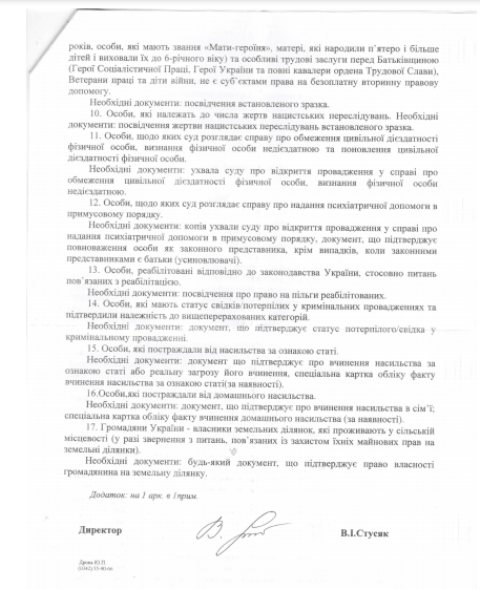 років, особи, які мають звання «Мати-героїня», матері, які народили п’ятеро і більше
дітей і виховали їх до 6-річного віку) та особливі трудові заслуги перед Батьківщиною
(Герої Соціалістичної Праці, Герої України та повні кавалери ордена Трудової Слави),
Ветерани праці та діти війни, не є суб’єктами права на безоплатну вторинну правову
допомогу.
Необхідні документи: посвідчення встановленого зразка.
10. Особи, які належать до числа жертв нацистських переслідувань. Необхідні
документи: посвідчення жертви нацистських переслідувань встановленого зразка.
11. Особи, щодо яких суд розглядає справу про обмеження цивільної дієздатності
фізичної особи, визнання фізичної особи недієздатною та поновлення цивільної
дієздатності фізичної особи.
Необхідні документи: ухвала суду про відкриття провадження у справі про
обмеження цивільної дієздатності фізичної особи, визнання фізичної особи
недієздатною.
12. Особи, щодо яких суд розглядає справу про надання психіатричної допомоги в
примусовому порядку.
Необхідні документи: копія ухвали суду про відкриття провадження у справі про
надання психіатричної допомоги в примусовому порядку, документ, що підтверджує
повноваження особи як законного представника, крім випадків, коли законними
представниками є батьки (усиновлювачі).
13. Особи, реабілітовані відповідно до законодавства України, стосовно питань
пов’язаних з реабілітацією.
Необхідні документи: посвідчення про право на пільги реабілітованих.
14. Особи, які мають статус свідків/потерпілих у кримінальних провадженнях та
підтвердили належність до вищеперерахованих категорій.
Необхідні документи: документ, що підтверджує статус потерпілого/свідка у
кримінальному провадженні.
15. Особи, які постраждали від насильства за ознакою статі.
Необхідні документи: документ що підтверджує про вчинення насильства за
ознакою статі або реальну загрозу його вчинення, спеціальна картка обліку факту
вчинення насильства за ознакою статі(за наявності).
16.Особи,які постраждали від домашнього насильства.
Необхідні документи: документ, що підтверджує про вчинення насильства в сім’ї;
спеціальна картка обліку факту вчинення домашнього насильства (за наявності).
17. Громадяни України - власники земельних ділянок, які проживають у сільській
місцевості (у разі звернення з питань, пов’язаних із захистом їхніх майнових прав на
земельні ділянки).
Необхідні документи: будь-який документ, що підтверджує право власності
громадянина на земельну ділянку.
Додаток: на 1 арк. в 1прим.
Директор В.І.Стусяк